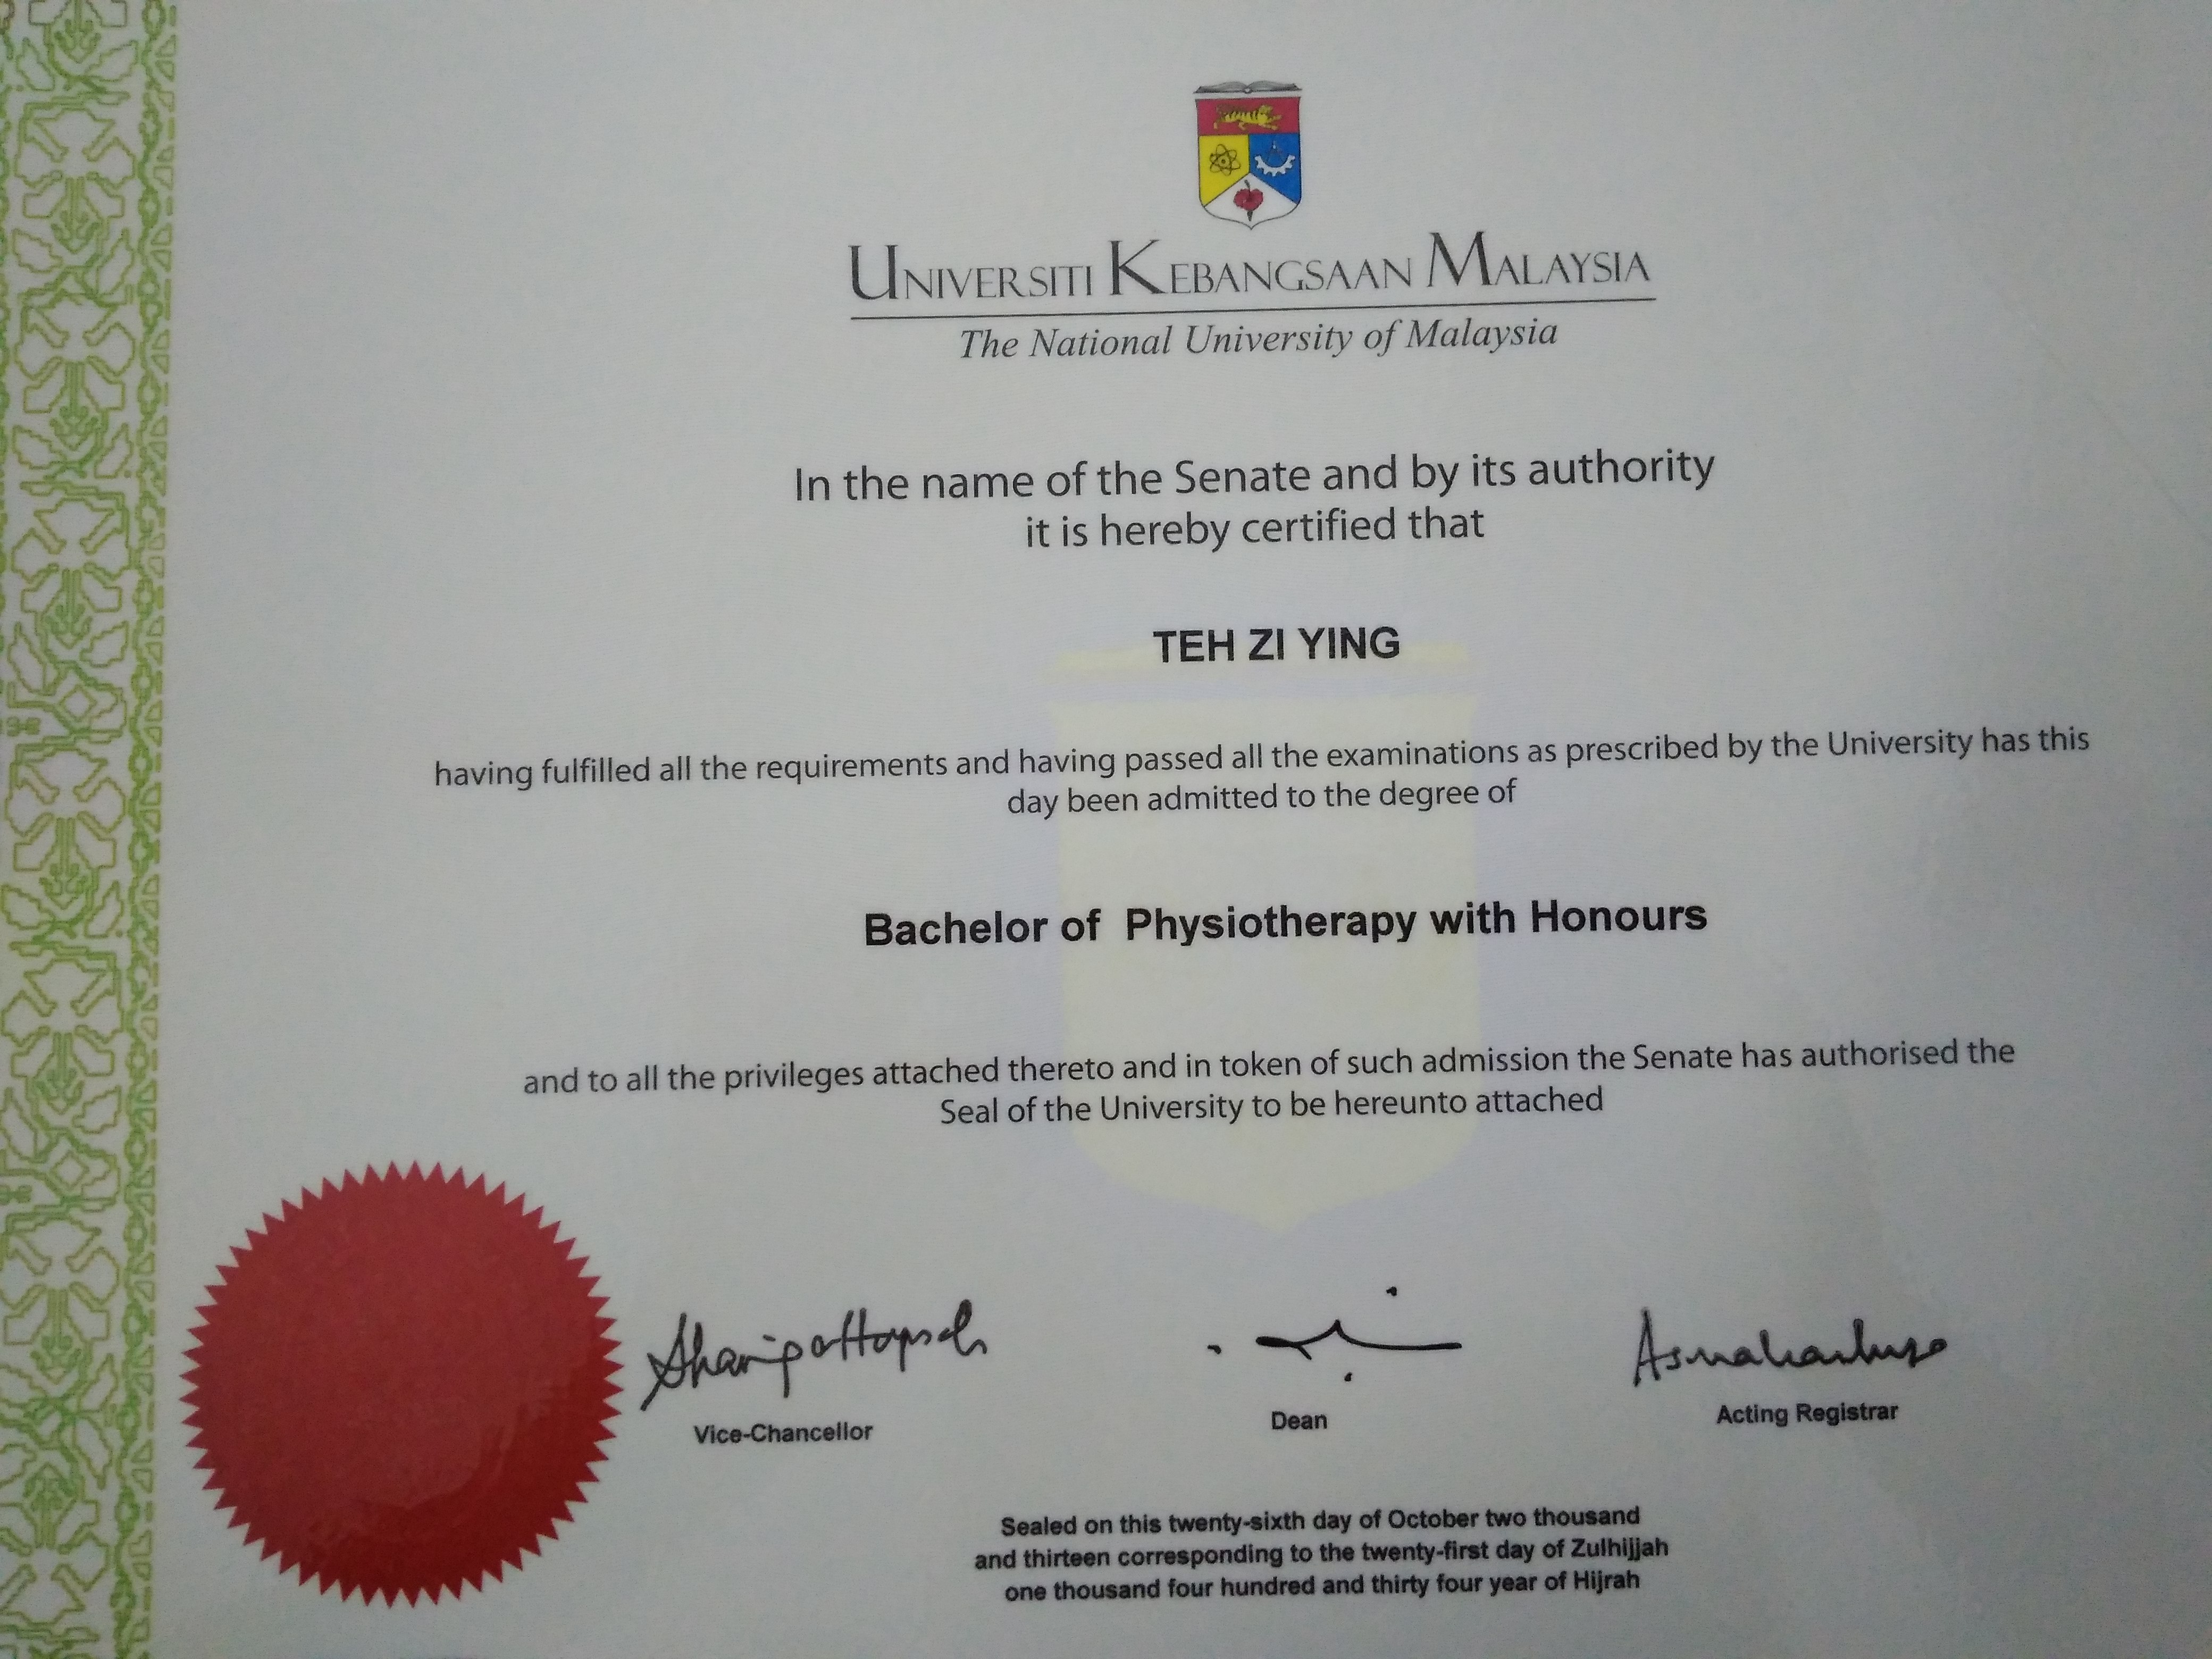 UNIVERSITI KEBANGSAAN MALAYSIA
The National University of Malaysia
In the name of the Senate and by its authority
it is hereby certified that
TEH ZI YING
having fulfilled all the requirements and having passed all the examinations as prescribed by the University has this
day been admitted to the degree of
Bachelor of Physiotherapy with Honours
and to all the privileges attached thereto and in token of such admission the Senate has authorised the
Seal of the University to be hereunto attached
Vice-Chancellor
Dean
Acting Registrar
Sealed on this twenty-sixth day of October two thousand
and thirteen corresponding to the twenty-first day of Zulhijjah
one thousand four hundred and thirty four year of Hijrah